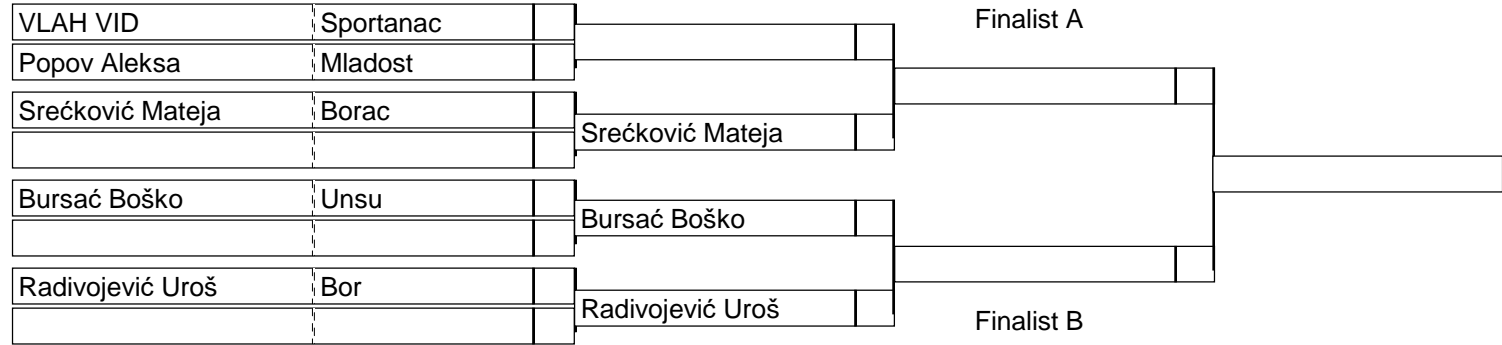 VLAH VID Sportanac
Finalist A
Popov Aleksa Mladost
Srećković Mateja Borac
Srećković Mateja
Bursać Boško Unsu
Bursać Boško
Radivojević Uroš Bor
Radivojević Uroš
Finalist B